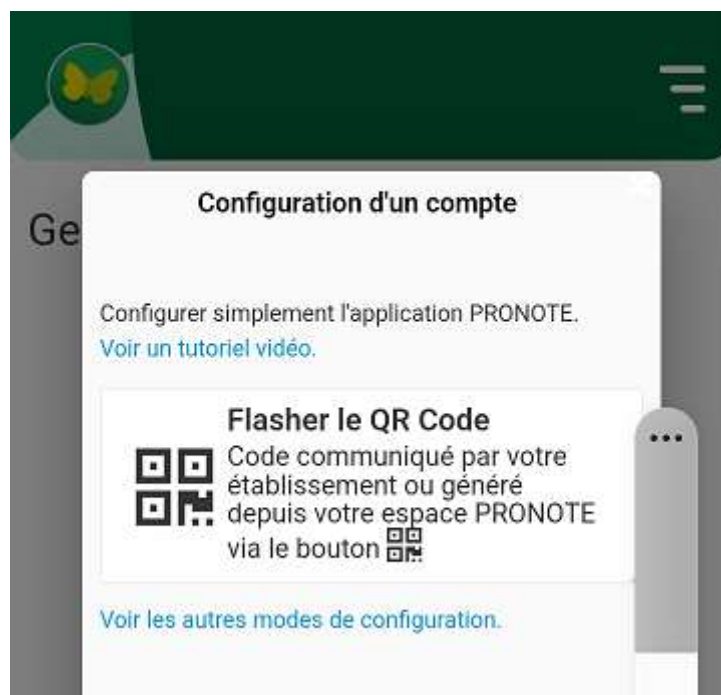 Configuration d'un compte
Ge
Configurer simplement l'application PRONOTE.
Voir un tutoriel vidéo.
Flasher le QR Code
Code communiqué par votre
établissement ou généré
depuis votre espace PRONOTE
via le bouton
Voir les autres modes de configuration.